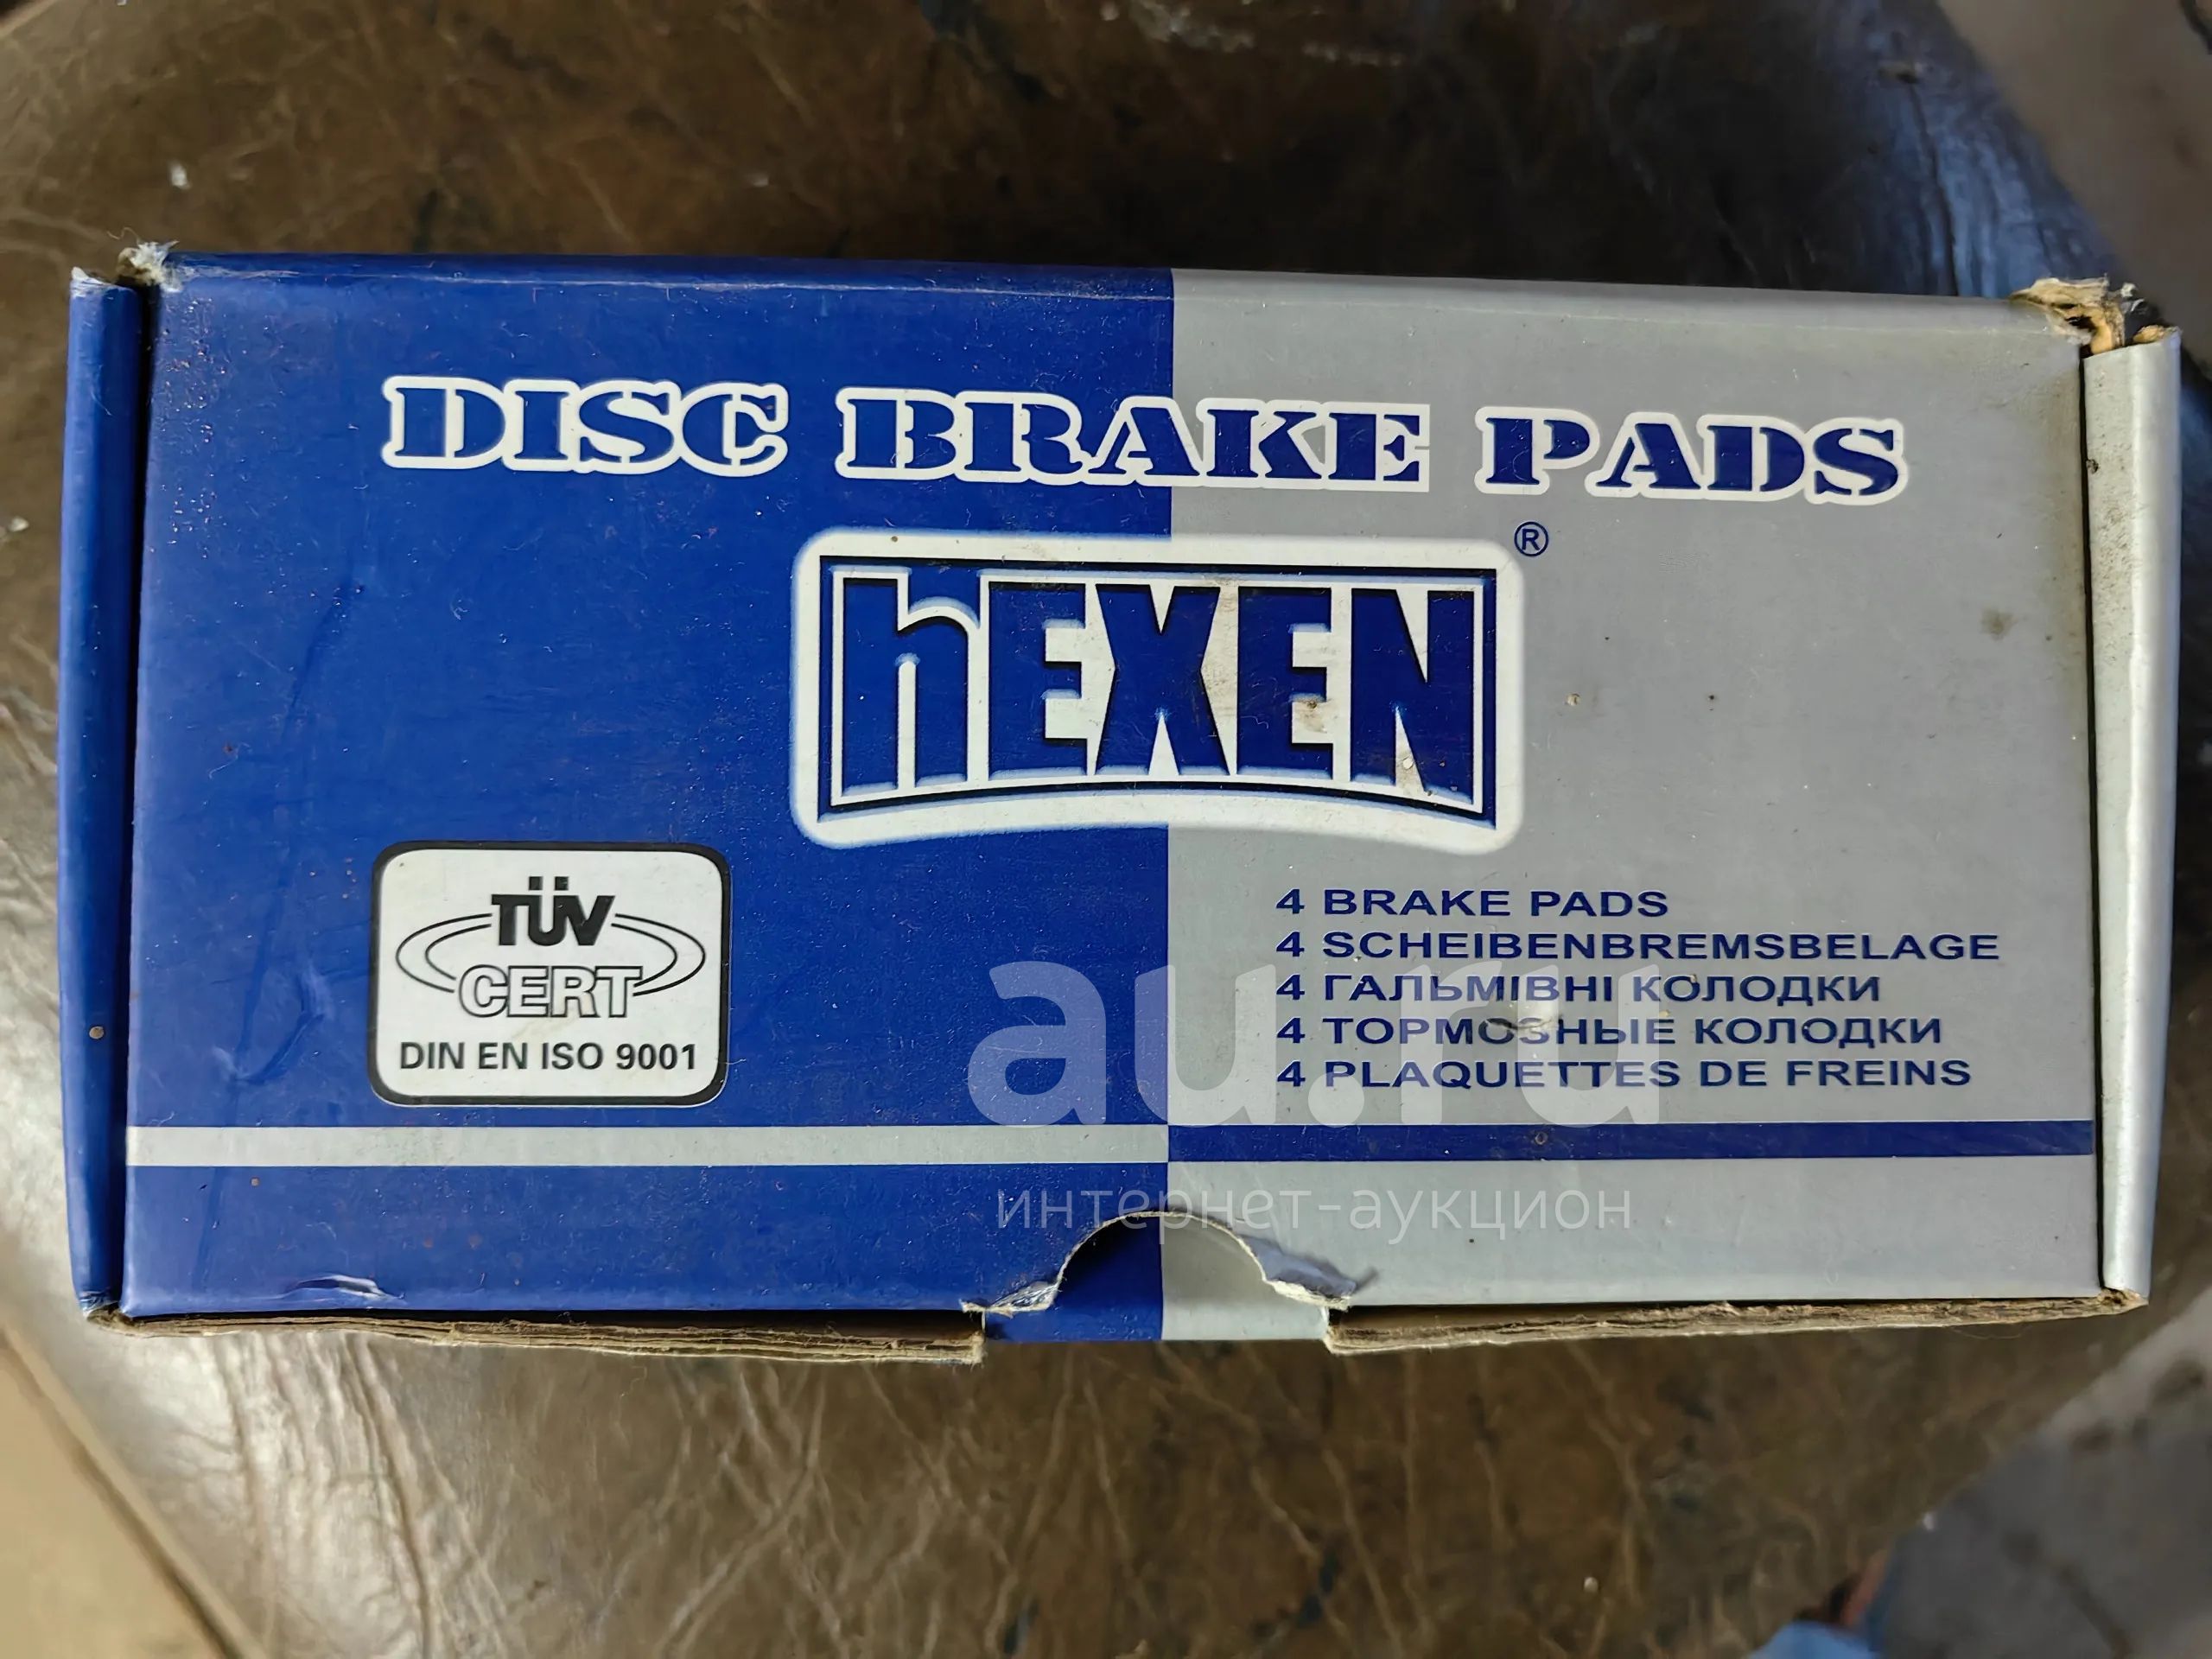 DISC BRAKE PADS
hEXEN®
TÜV
CERT
DIN EN ISO 9001
4 BRAKE PADS
4 SCHEIBENBREMSBELAGE
4 ГАЛЬМІВНІ КОЛОДКИ
4 ТОРМОЗНЫЕ КОЛОДКИ
4 PLAQUETTES DE FREINS
au.ru
интернет-аукцион